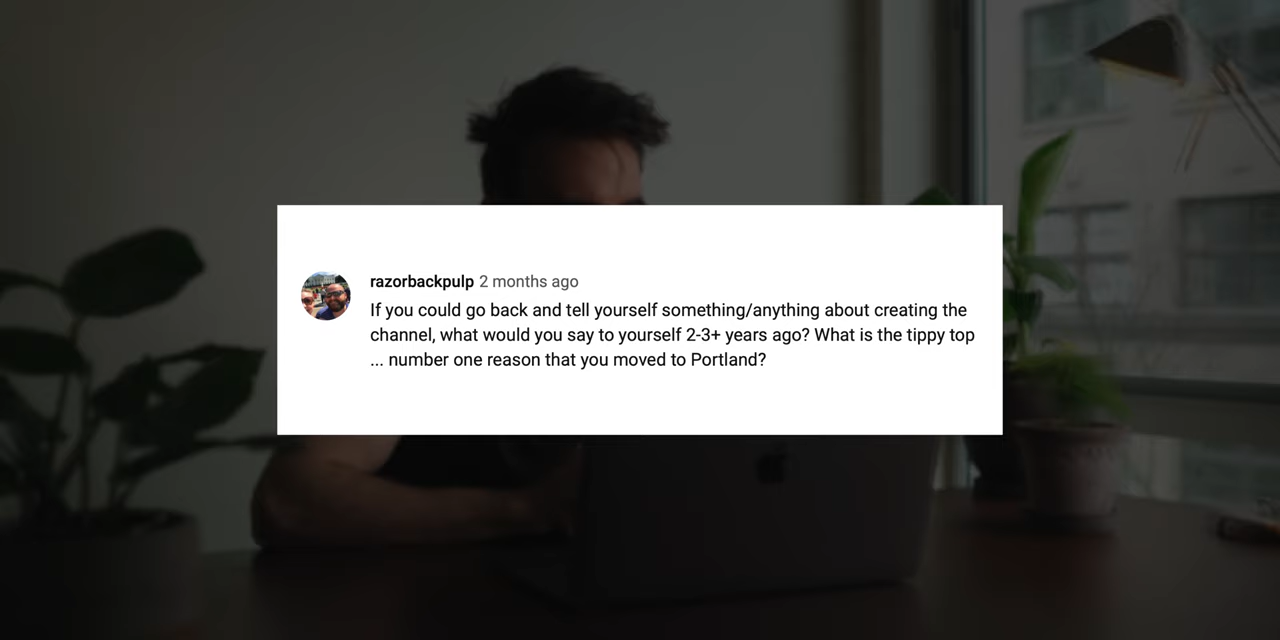 razorbackpulp 2 months ago
If you could go back and tell yourself something/anything about creating the
channel, what would you say to yourself 2-3+ years ago? What is the tippy top
... number one reason that you moved to Portland?